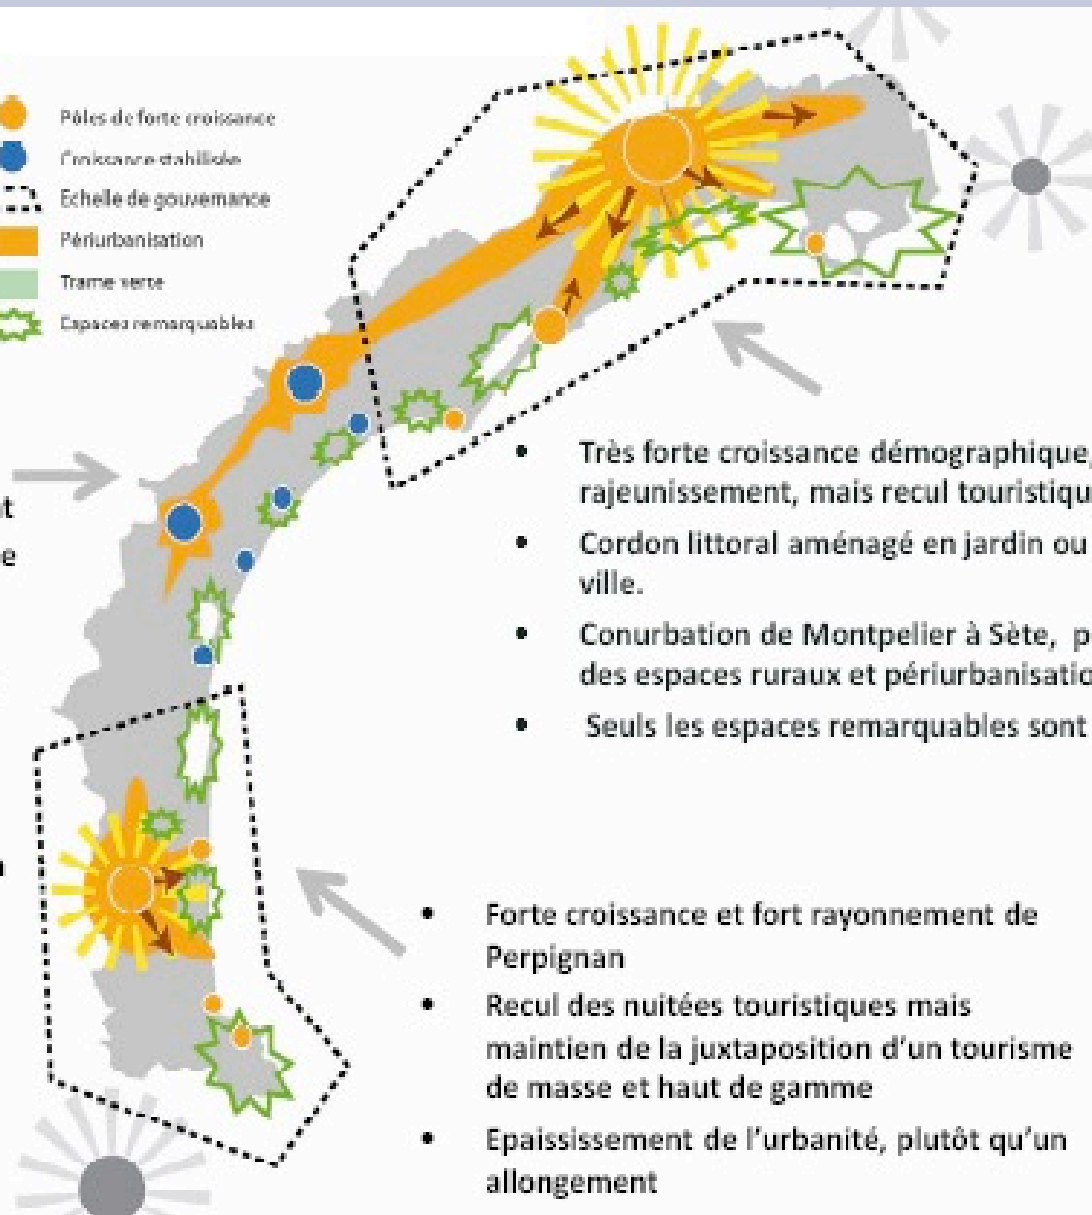 Pôles de forte croissance
Croissance stabilisée
Echelle de gouvernance
Périurbanisation
Trame verte
Espaces remarquables
t
e
• Très forte croissance démographique,
rajeunissement, mais recul touristiqu
• Cordon littoral aménagé en jardin ou
ville.
• Conurbation de Montpelier à Sète, p
des espaces ruraux et périurbanisatio
• Seuls les espaces remarquables sont
• Forte croissance et fort rayonnement de
Perpignan
• Recul des nuitées touristiques mais
maintien de la juxtaposition d'un tourisme
de masse et haut de gamme
• Epaississement de l'urbanité, plutôt qu'un
allongement